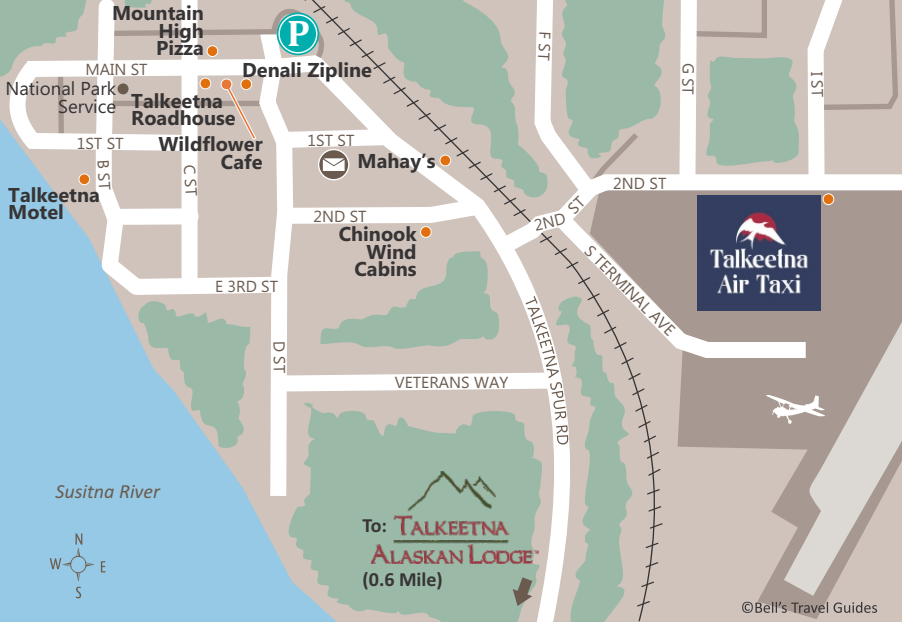 Mountain
High
Pizza
P
MAIN ST
Denali Zipline
National Park
Service
Talkeetna
Roadhouse
1ST ST
Wildflower
Cafe
1ST ST
Mahay's
B ST
C ST
Talkeetna
Motel
F ST
G ST
I ST
2ND ST
2ND ST
2ND ST
Chinook
Wind
Cabins
Talkeetna
Air Taxi
S TERMINAL AVE
E 3RD ST
D ST
TALKEETNA SPUR RD
VETERANS WAY
Susitna River
N
W E
S
To: TALKEETNA
ALASKAN LODGE
(0.6 Mile)
©Bell's Travel Guides